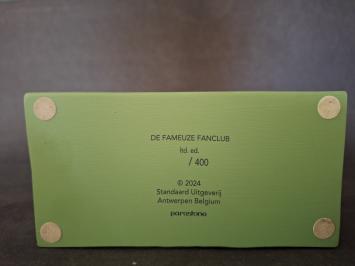 DE FAMEUZE FANCLUB
ltd. ed.
/ 400
© 2024
Standaard Uitgeverij
Antwerpen Belgium
parastone